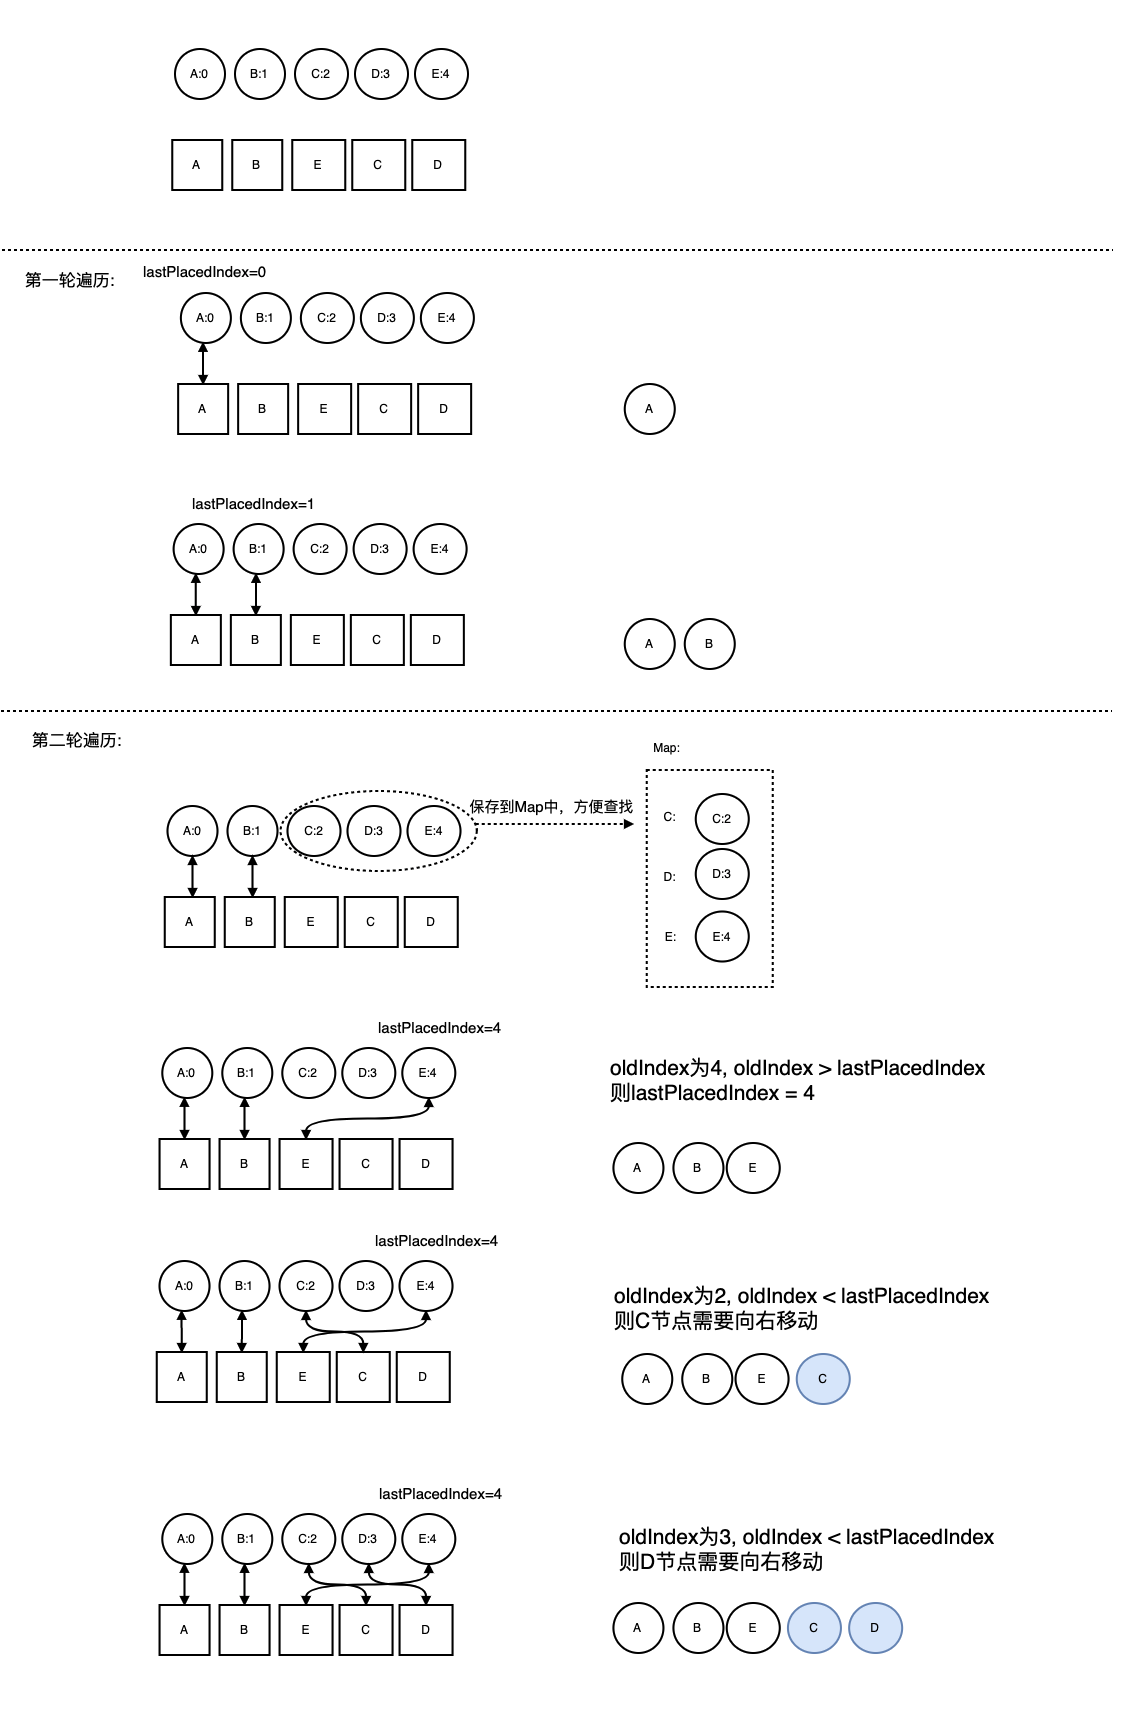 A:0 B:1 C:2 D:3 E:4
A B E C D
第一轮遍历:
lastPlacedIndex=0
A:0 B:1 C:2 D:3 E:4
A B E C D
A
lastPlacedIndex=1
A:0 B:1 C:2 D:3 E:4
A B E C D
A B
第二轮遍历:
Map:
保存到Map中，方便查找
A:0 B:1 C:2 D:3 E:4
A B E C D
C: C:2
D: D:3
E: E:4
lastPlacedIndex=4
A:0 B:1 C:2 D:3 E:4
A B E C D
oldIndex为4, oldIndex > lastPlacedIndex
则lastPlacedIndex = 4
A B E
lastPlacedIndex=4
A:0 B:1 C:2 D:3 E:4
A B E C D
oldIndex为2, oldIndex < lastPlacedIndex
则C节点需要向右移动
A B E C
lastPlacedIndex=4
A:0 B:1 C:2 D:3 E:4
A B E C D
oldIndex为3, oldIndex < lastPlacedIndex
则D节点需要向右移动
A B E C D